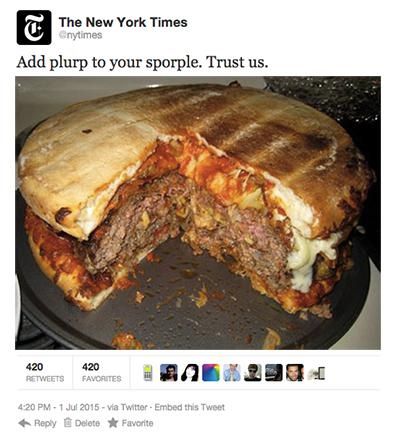 The New York Times
@nytimes
Add plurp to your sporple. Trust us.
420 RETWEETS 420 FAVORITES
4:20 PM - 1 Jul 2015 - via Twitter · Embed this Tweet
Reply Delete Favorite